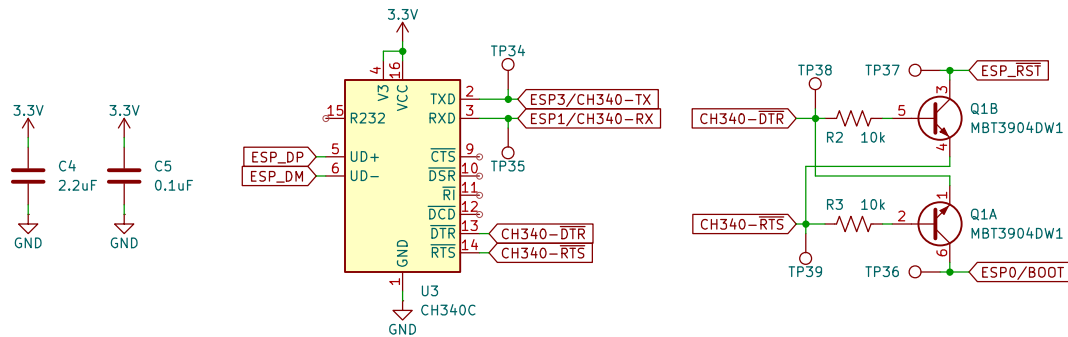 3.3V
C4
2.2uF
GND
3.3V
C5
0.1uF
GND
3.3V
4
16
V3
VCC
15
R232
ESP_DP
5
UD+
ESP_DM
6
UD-
TXD
2
ESP3/CH340-TX
TP34
RXD
3
ESP1/CH340-RX
TP35
CTS
9
DSR
10
RI
11
DCD
12
DTR
13
CH340-DTR
RTS
14
CH340-RTS
GND
1
GND
U3
CH340C
TP38
TP37
ESP_RST
CH340-DTR
R2
10k
5
3
4
Q1B
MBT3904DW1
CH340-RTS
TP39
R3
10k
2
1
6
Q1A
MBT3904DW1
TP36
ESP0/BOOT